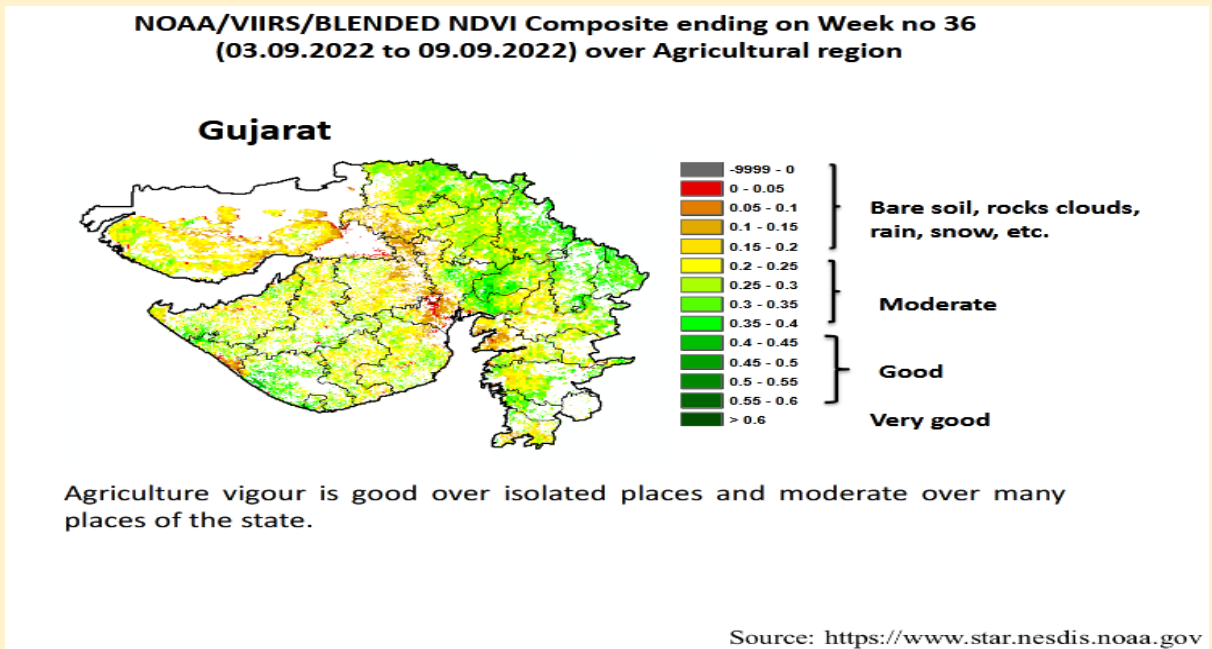 NOAA/VIIRS/BLENDED NDVI Composite ending on Week no 36
(03.09.2022 to 09.09.2022) over Agricultural region
Gujarat
-9999 - 0
0 - 0.05
0.05 - 0.1
0.1 - 0.15
0.15 - 0.2
0.2 - 0.25
0.25 - 0.3
0.3 - 0.35
0.35 - 0.4
0.4 - 0.45
0.45 - 0.5
0.5 - 0.55
0.55 - 0.6
> 0.6
Bare soil, rocks clouds,
rain, snow, etc.
Moderate
Good
Very good
Agriculture vigour is good over isolated places and moderate over many
places of the state.
Source: https://www.star.nesdis.noaa.gov